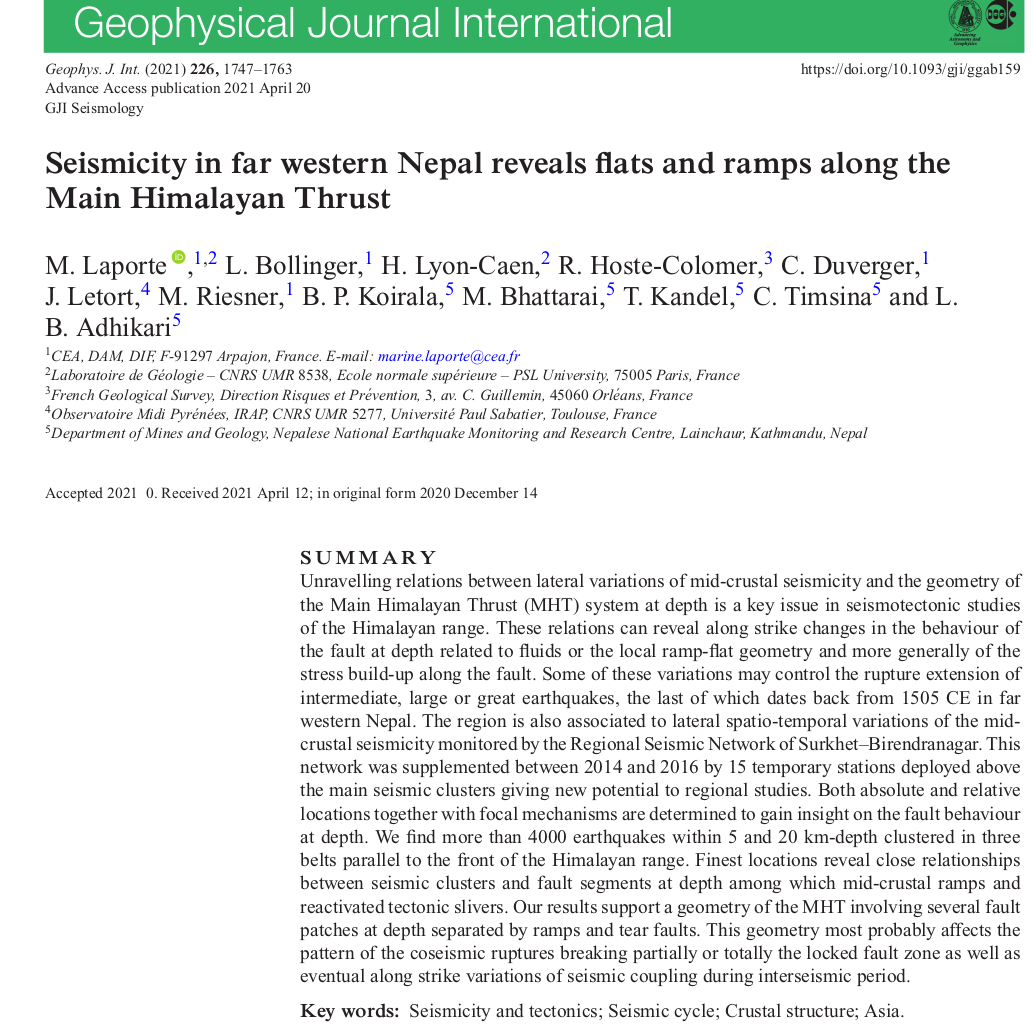 Geophysical Journal International
Geophys. J. Int. (2021) 226, 1747–1763
https://doi.org/10.1093/gji/ggab159
Advance Access publication 2021 April 20
GJI Seismology
Seismicity in far western Nepal reveals flats and ramps along the
Main Himalayan Thrust
M. Laporte iD,1,2 L. Bollinger,1 H. Lyon-Caen,2 R. Hoste-Colomer,3 C. Duverger,1
J. Letort,4 M. Riesner,1 B. P. Koirala,5 M. Bhattarai,5 T. Kandel,5 C. Timsina5 and L.
B. Adhikari5
1CEA, DAM, DIF, F-91297 Arpajon, France. E-mail: marine.laporte@cea.fr
2Laboratoire de Géologie – CNRS UMR 8538, Ecole normale supérieure – PSL University, 75005 Paris, France
3French Geological Survey, Direction Risques et Prévention, 3, av. C. Guillemin, 45060 Orléans, France
4Observatoire Midi Pyrénées, IRAP, CNRS UMR 5277, Université Paul Sabatier, Toulouse, France
5Department of Mines and Geology, Nepalese National Earthquake Monitoring and Research Centre, Lainchaur, Kathmandu, Nepal
Accepted 2021 0. Received 2021 April 12; in original form 2020 December 14
SUMMARY
Unravelling relations between lateral variations of mid-crustal seismicity and the geometry of
the Main Himalayan Thrust (MHT) system at depth is a key issue in seismotectonic studies
of the Himalayan range. These relations can reveal along strike changes in the behaviour of
the fault at depth related to fluids or the local ramp-flat geometry and more generally of the
stress build-up along the fault. Some of these variations may control the rupture extension of
intermediate, large or great earthquakes, the last of which dates back from 1505 CE in far
western Nepal. The region is also associated to lateral spatio-temporal variations of the mid-
crustal seismicity monitored by the Regional Seismic Network of Surkhet–Birendranagar. This
network was supplemented between 2014 and 2016 by 15 temporary stations deployed above
the main seismic clusters giving new potential to regional studies. Both absolute and relative
locations together with focal mechanisms are determined to gain insight on the fault behaviour
at depth. We find more than 4000 earthquakes within 5 and 20 km-depth clustered in three
belts parallel to the front of the Himalayan range. Finest locations reveal close relationships
between seismic clusters and fault segments at depth among which mid-crustal ramps and
reactivated tectonic slivers. Our results support a geometry of the MHT involving several fault
patches at depth separated by ramps and tear faults. This geometry most probably affects the
pattern of the coseismic ruptures breaking partially or totally the locked fault zone as well as
eventual along strike variations of seismic coupling during interseismic period.
Key words: Seismicity and tectonics; Seismic cycle; Crustal structure; Asia.